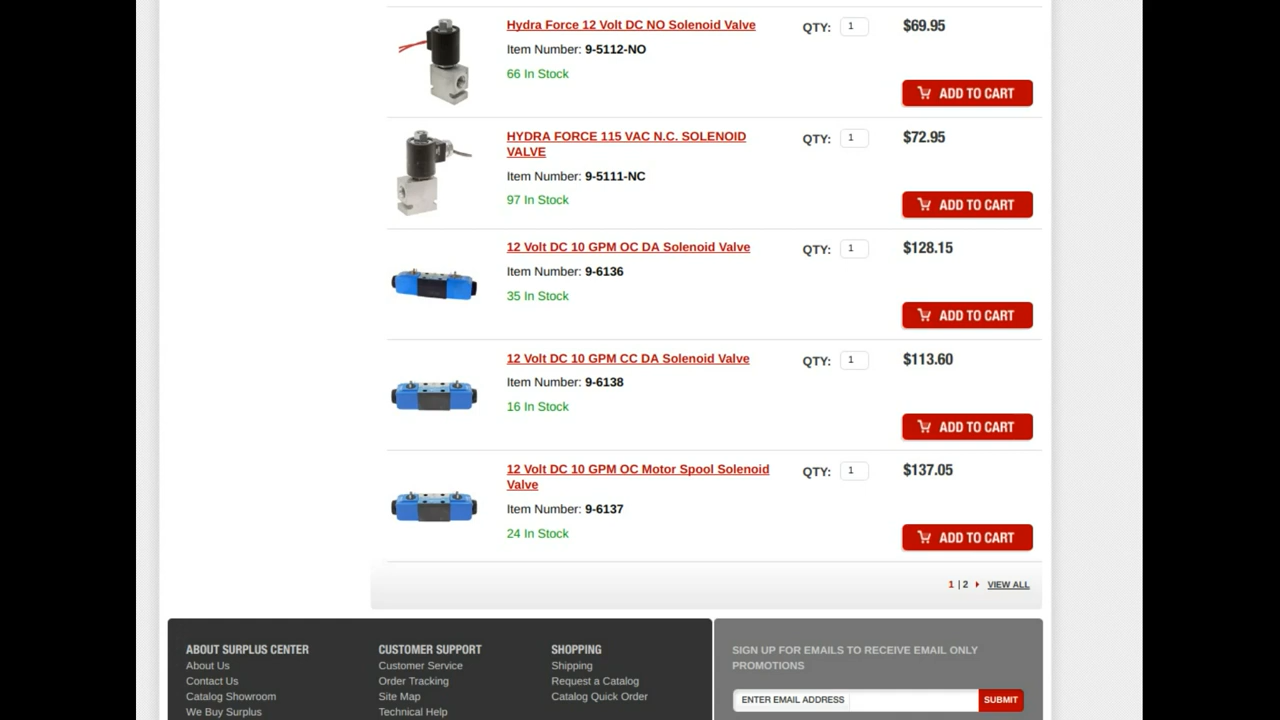 Hydra Force 12 Volt DC NO Solenoid Valve
QTY: 1
$69.95
Item Number: 9-5112-NO
66 In Stock
ADD TO CART
HYDRA FORCE 115 VAC N.C. SOLENOID
VALVE
QTY: 1
$72.95
Item Number: 9-5111-NC
97 In Stock
ADD TO CART
12 Volt DC 10 GPM OC DA Solenoid Valve
QTY: 1
$128.15
Item Number: 9-6136
35 In Stock
ADD TO CART
12 Volt DC 10 GPM CC DA Solenoid Valve
QTY: 1
$113.60
Item Number: 9-6138
16 In Stock
ADD TO CART
12 Volt DC 10 GPM OC Motor Spool Solenoid
Valve
QTY: 1
$137.05
Item Number: 9-6137
24 In Stock
ADD TO CART
1 | 2 VIEW ALL
ABOUT SURPLUS CENTER
About Us
Contact Us
Catalog Showroom
We Buy Surplus
CUSTOMER SUPPORT
Customer Service
Order Tracking
Site Map
Technical Help
SHOPPING
Shipping
Request a Catalog
Catalog Quick Order
SIGN UP FOR EMAILS TO RECEIVE EMAIL ONLY
PROMOTIONS
ENTER EMAIL ADDRESS
SUBMIT